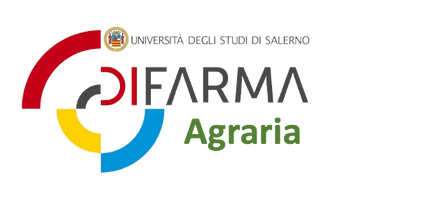 UNIVERSITÀ DEGLI STUDI DI SALERNO
DIFARMA
Agraria